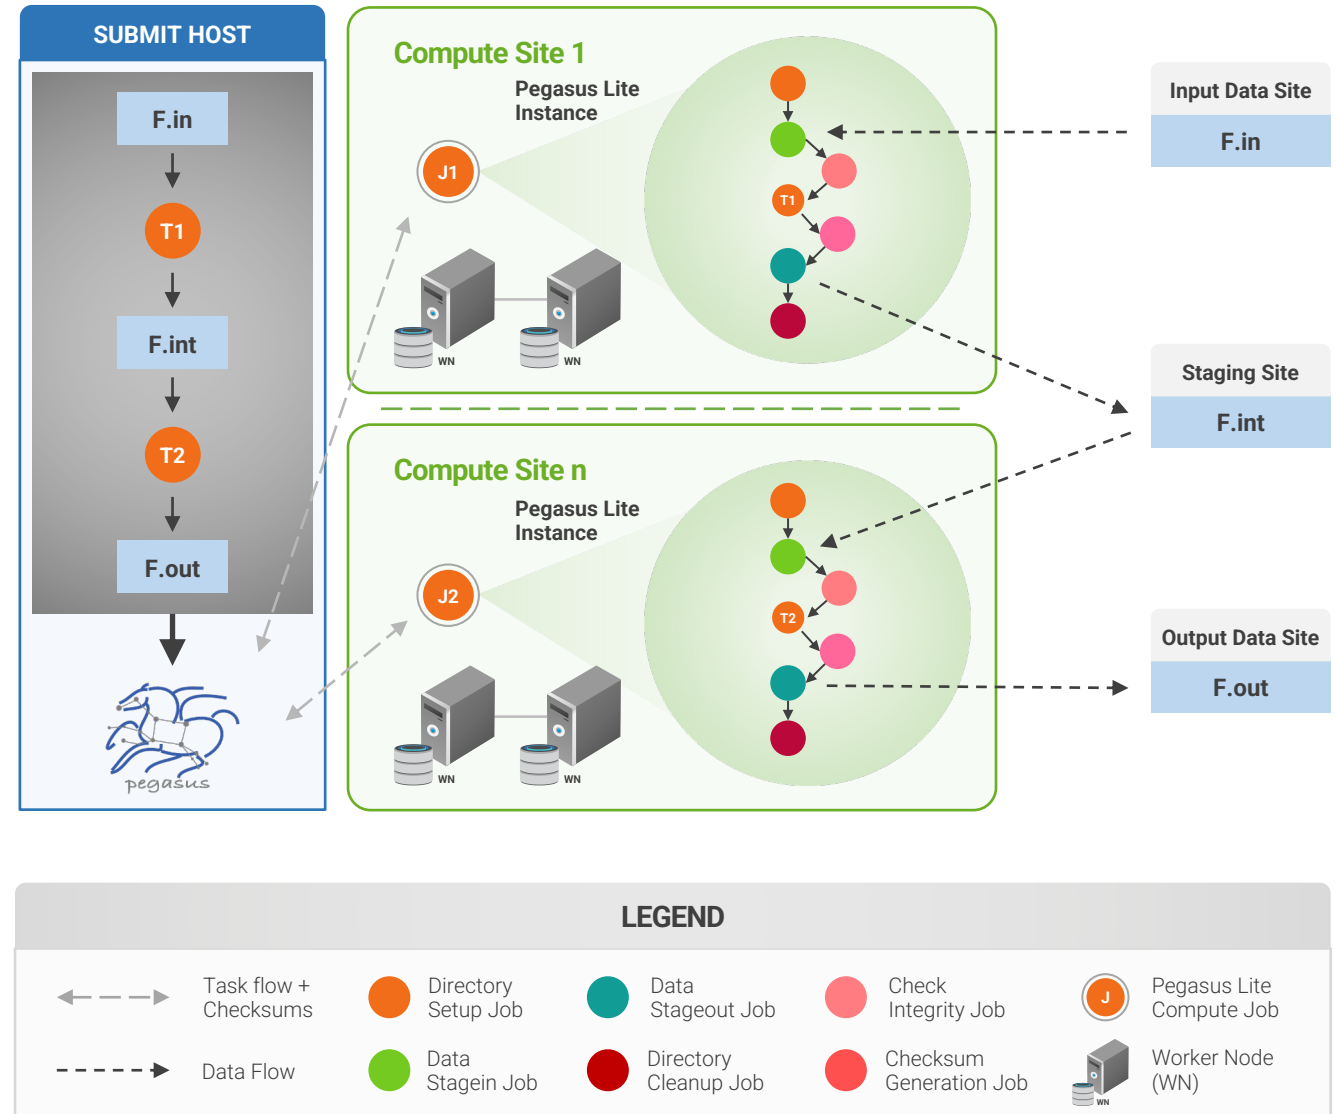 SUBMIT HOST
F.in
T1
F.int
T2
F.out
pegasus
Compute Site 1
Pegasus Lite
Instance
J1
T1
WN
WN
Compute Site n
Pegasus Lite
Instance
J2
T2
WN
WN
Input Data Site
F.in
Staging Site
F.int
Output Data Site
F.out
LEGEND
Task flow +
Checksums
Directory
Setup Job
Data
Stageout Job
Check
Integrity Job
J
Pegasus Lite
Compute Job
Data Flow
Data
Stagein Job
Directory
Cleanup Job
Checksum
Generation Job
WN
Worker Node
(WN)